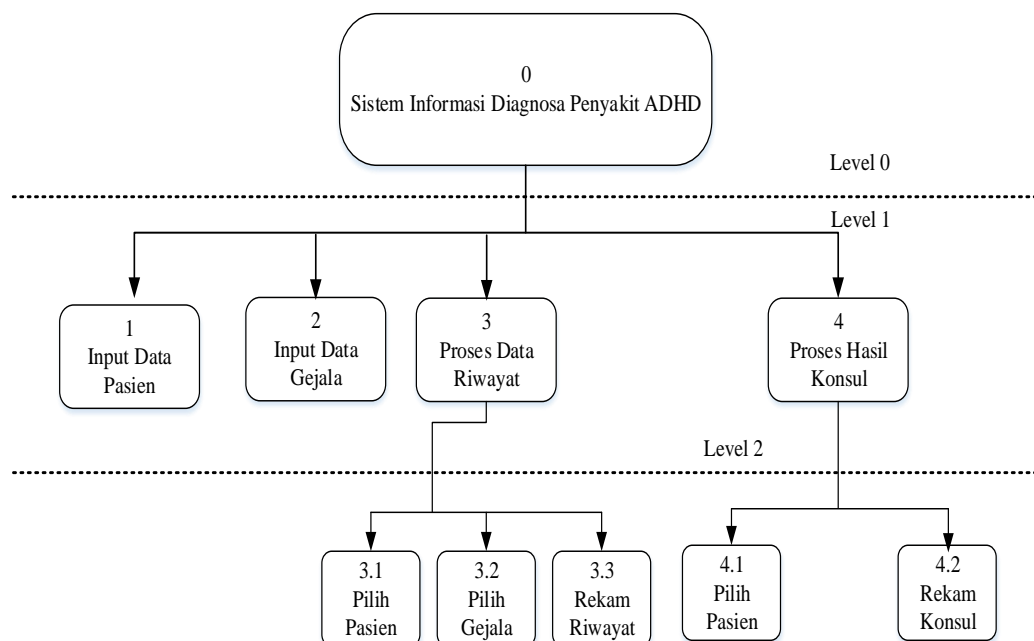 0
Sistem Informasi Diagnosa Penyakit ADHD
Level 0
Level 1
1
Input Data
Pasien
2
Input Data
Gejala
3
Proses Data
Riwayat
4
Proses Hasil
Konsul
Level 2
3.1
Pilih
Pasien
3.2
Pilih
Gejala
3.3
Rekam
Riwayat
4.1
Pilih
Pasien
4.2
Rekam
Konsul